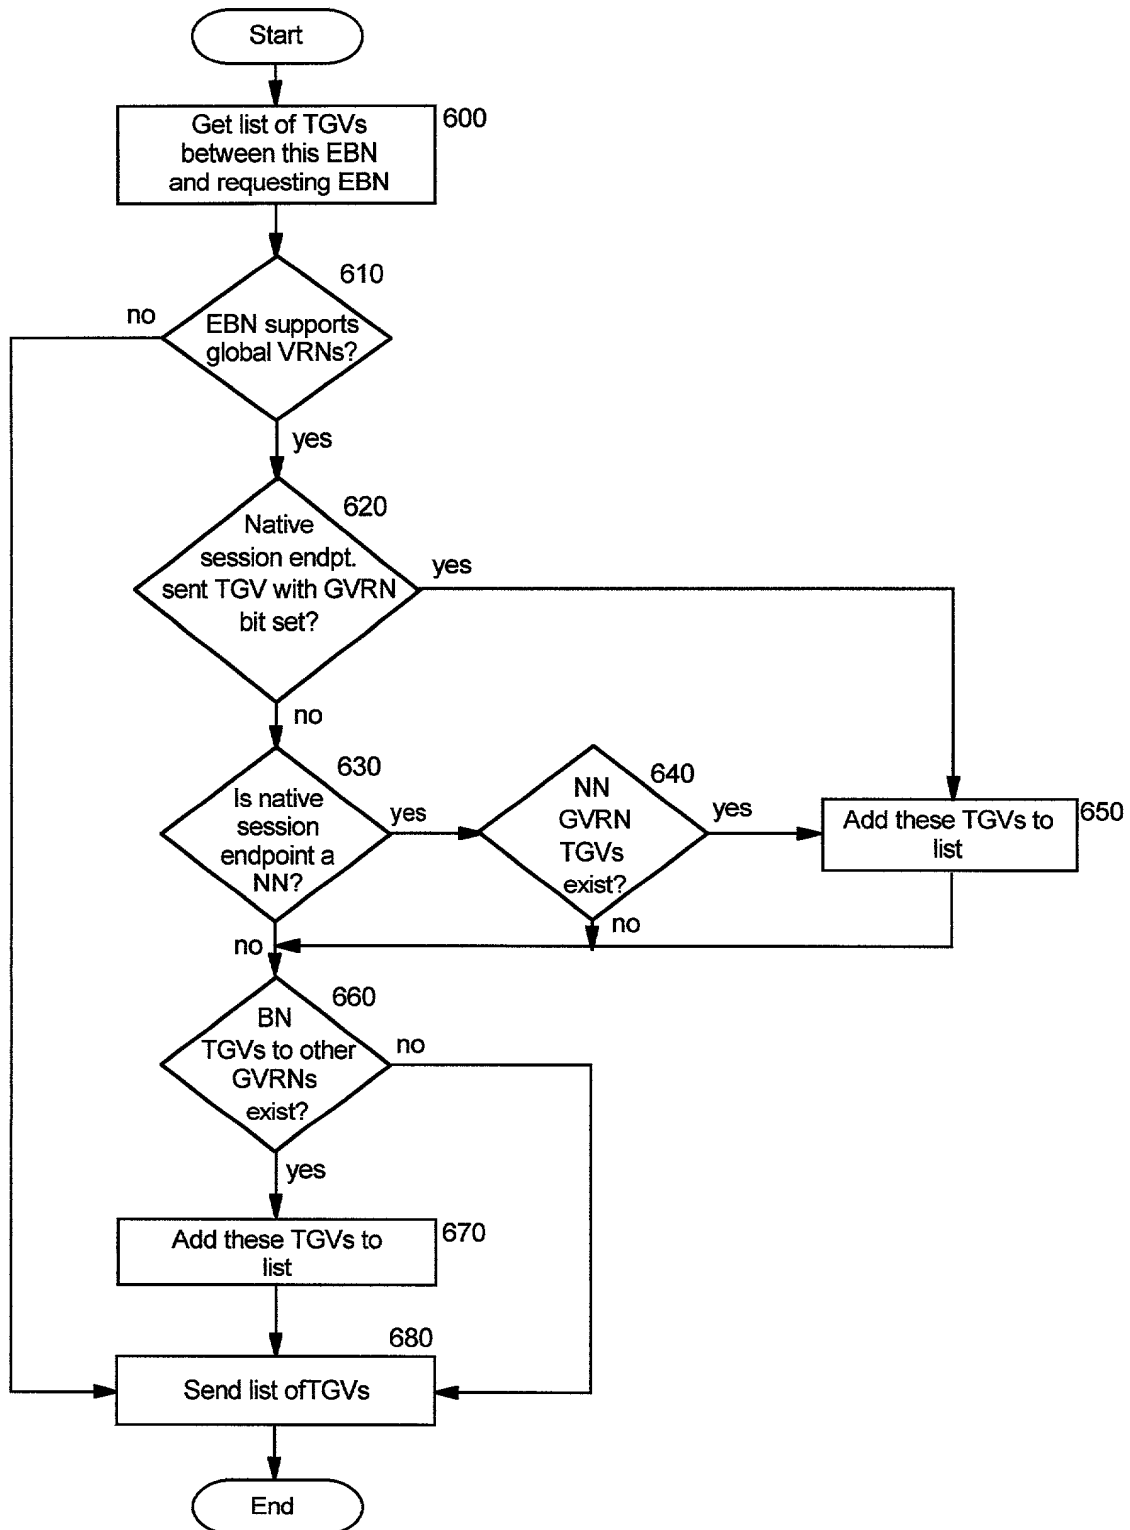 Start
600
Get list of TGVs
between this EBN
and requesting EBN
610
no
EBN supports
global VRNs?
yes
620
Native
session endpt.
sent TGV with GVRN
bit set?
yes
no
630
Is native
session
endpoint a
NN?
yes
640
NN
GVRN
TGVs
exist?
yes
650
Add these TGVs to
list
no
no
660
BN
TGVs to other
GVRNs
exist?
no
yes
670
Add these TGVs to
list
680
Send list ofTGVs
End